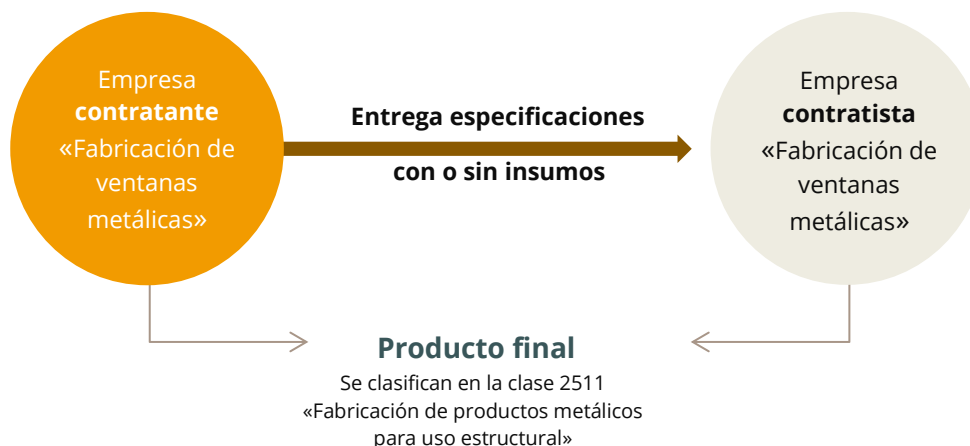 Empresa
contratante
«Fabricación de
ventanas
metálicas»
Entrega especificaciones
con o sin insumos
Empresa
contratista
«Fabricación de
ventanas
metálicas»
Producto final
Se clasifican en la clase 2511
«Fabricación de productos metálicos
para uso estructural»